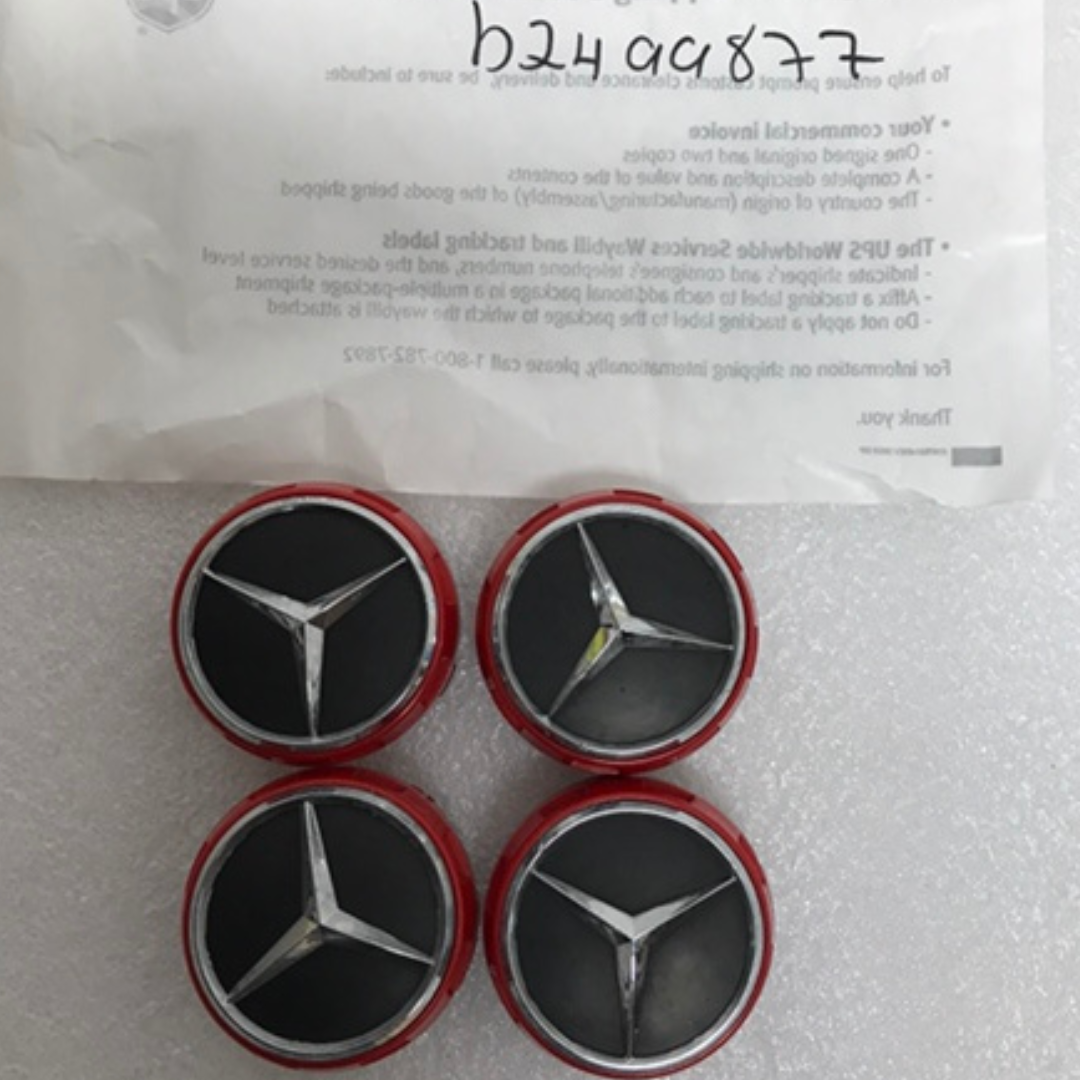 b2499877
To help ensure prompt customs clearance and delivery, be sure to include:
• Your commercial invoice
- One signed original and two copies
- A complete description and value of the contents
- The country of origin (manufacturing/assembly) of the goods being shipped
• The UPS Worldwide Services Waybill and tracking labels
- Indicate shipper's and consignee's telephone numbers, and the desired service level
- Affix a tracking label to each additional package in a multiple-package shipment
- Do not apply a tracking label to the package to which the waybill is attached
For information on shipping internationally, please call 1-800-782-7892
Thank you.